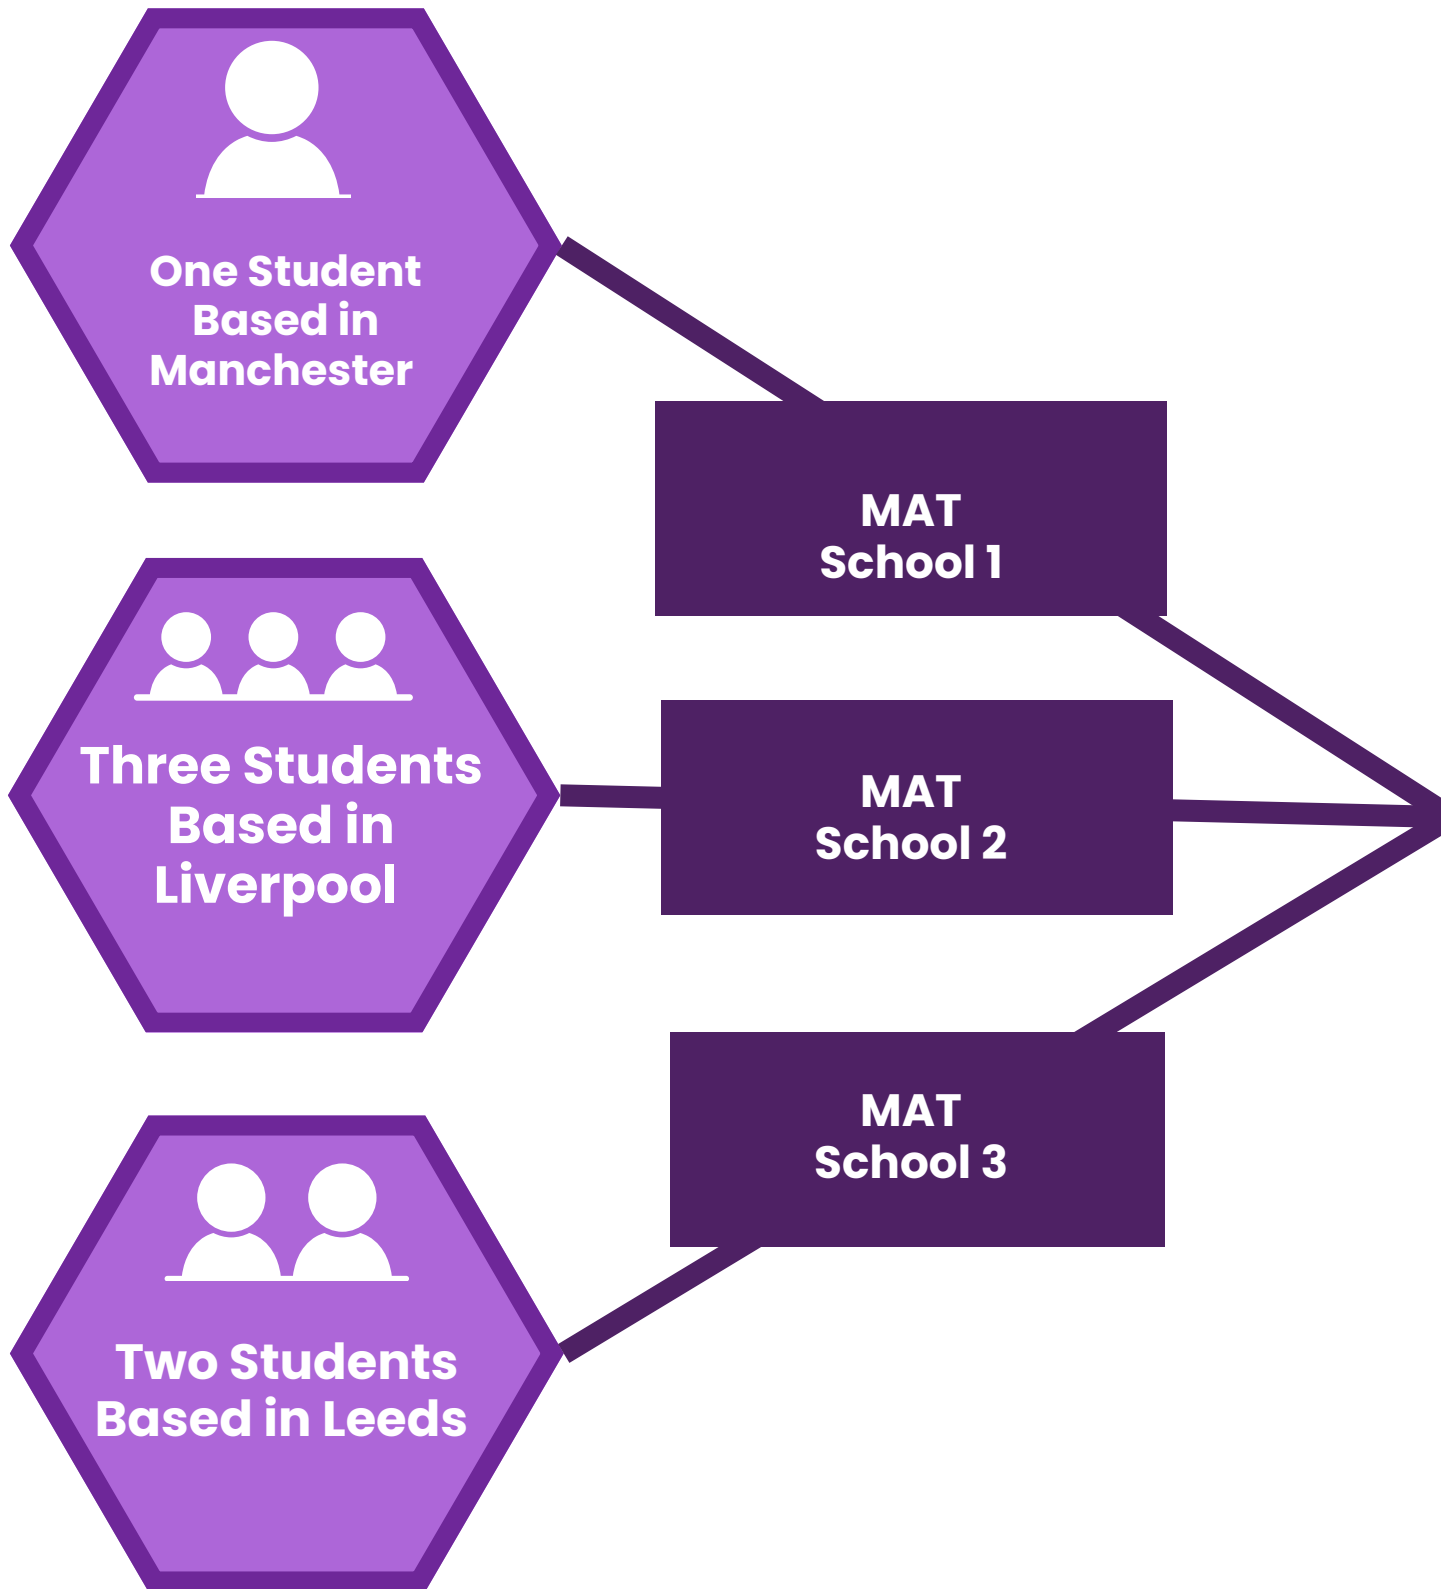 One Student
Based in
Manchester
MAT
School 1
Three Students
Based in
Liverpool
MAT
School 2
MAT
School 3
Two Students
Based in Leeds